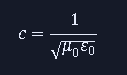 c = 1/√(μ₀ε₀)